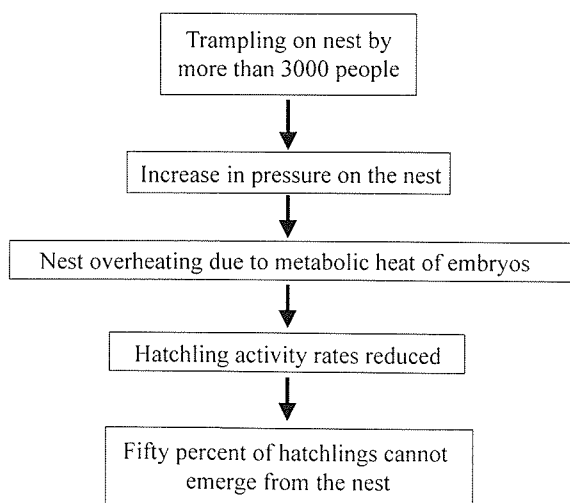 Trampling on nest by
more than 3000 people
Increase in pressure on the nest
Nest overheating due to metabolic heat of embryos
Hatchling activity rates reduced
Fifty percent of hatchlings cannot
emerge from the nest